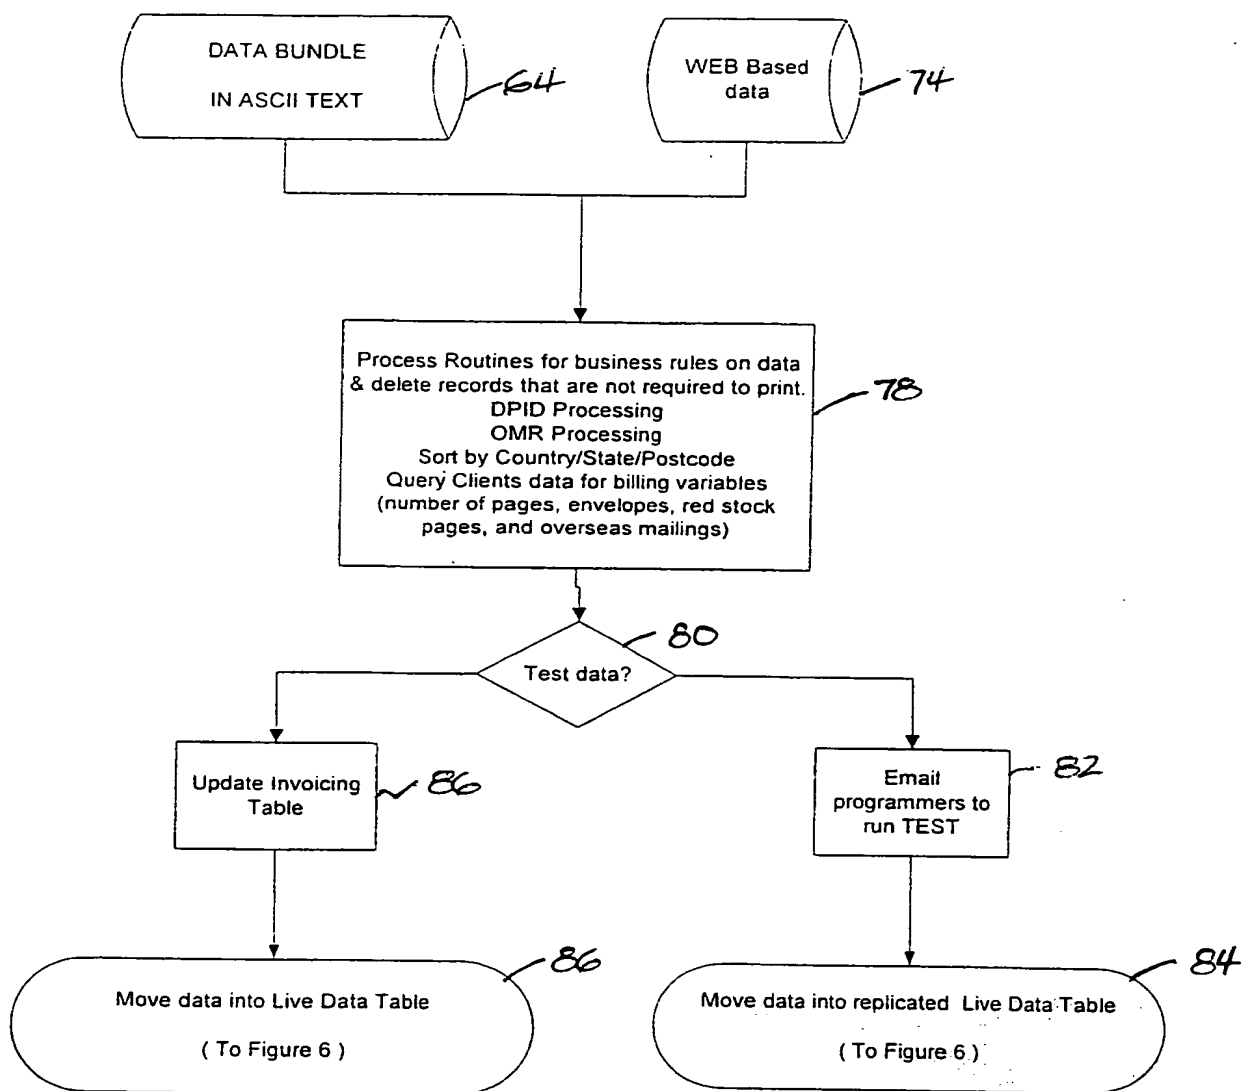 DATA BUNDLE
IN ASCII TEXT
64
WEB Based
data
74
Process Routines for business rules on data
& delete records that are not required to print.
DPID Processing
OMR Processing
Sort by Country/State/Postcode
Query Clients data for billing variables
(number of pages, envelopes, red stock
pages, and overseas mailings)
78
Test data?
80
Update Invoicing
Table
86
Email
programmers to
run TEST
82
Move data into Live Data Table
( To Figure 6 )
86
Move data into replicated Live Data Table
( To Figure 6 )
84